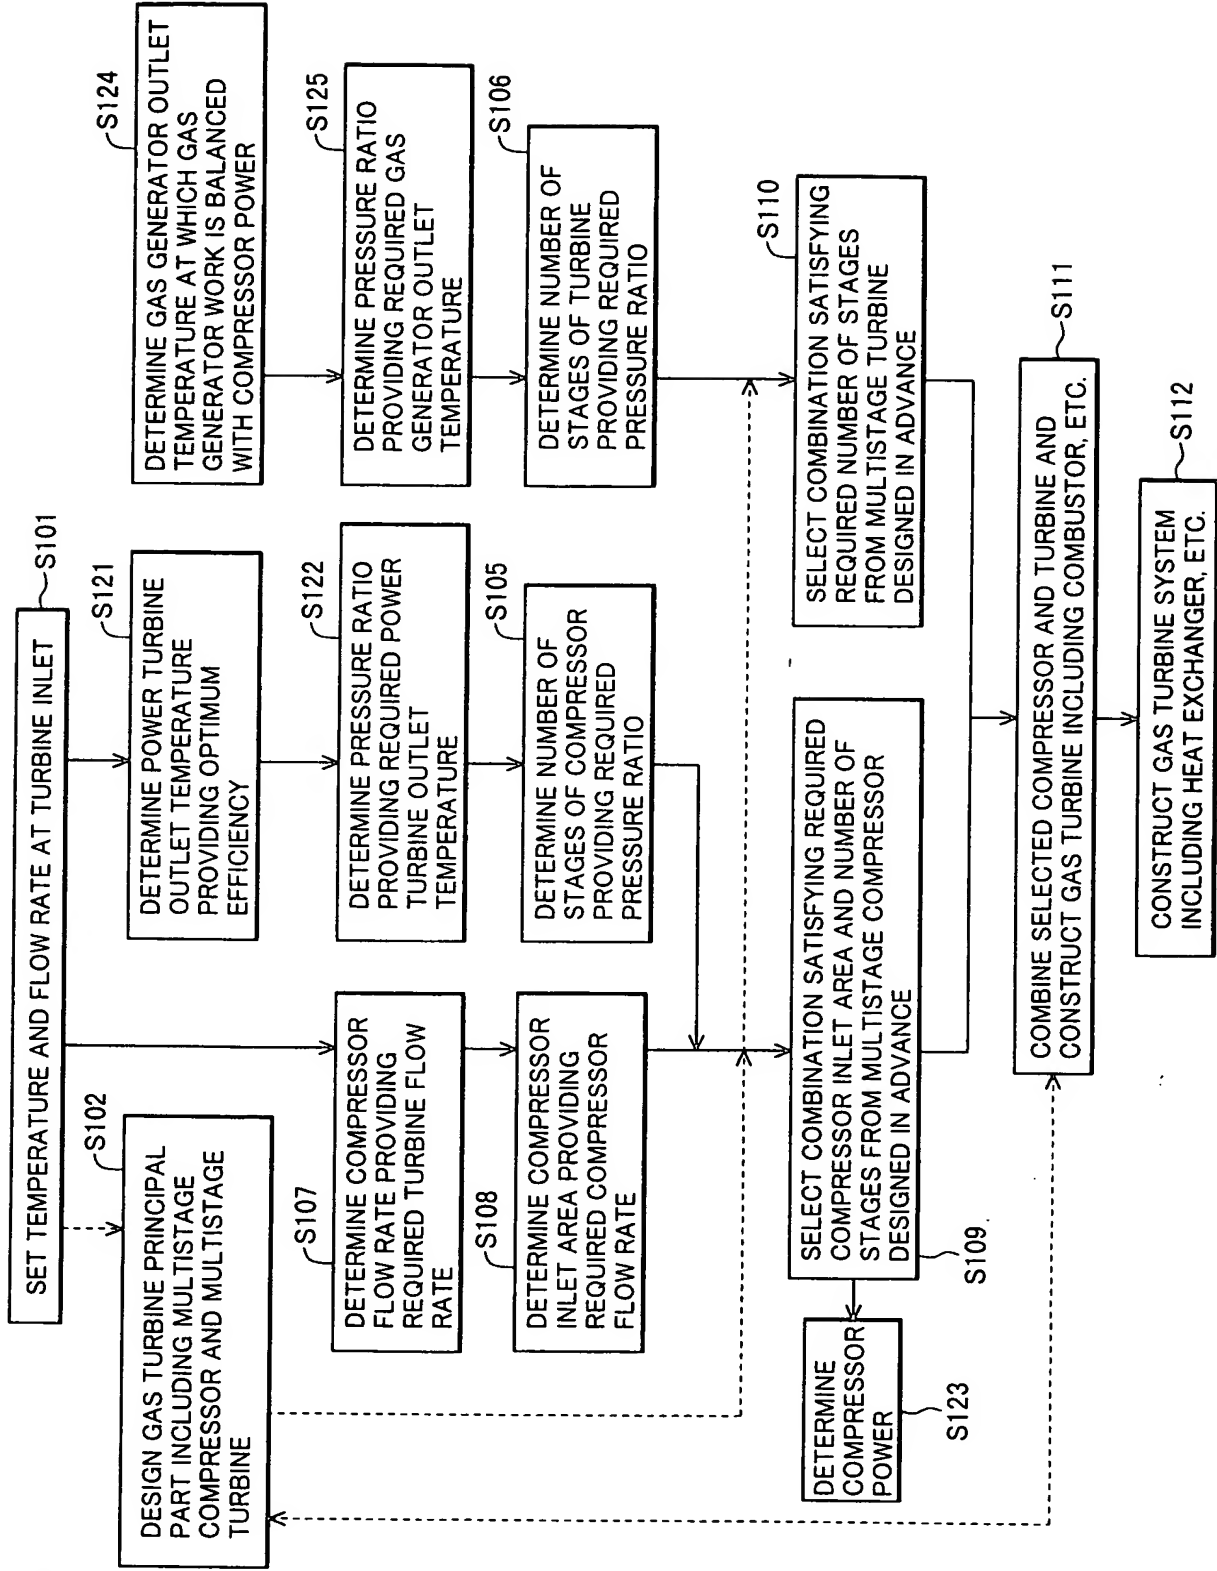 SET TEMPERATURE AND FLOW RATE AT TURBINE INLET
S101
DESIGN GAS TURBINE PRINCIPAL
PART INCLUDING MULTISTAGE
COMPRESSOR AND MULTISTAGE
TURBINE
S102
DETERMINE POWER TURBINE
OUTLET TEMPERATURE
PROVIDING OPTIMUM
EFFICIENCY
S121
DETERMINE GAS GENERATOR OUTLET
TEMPERATURE AT WHICH GAS
GENERATOR WORK IS BALANCED
WITH COMPRESSOR POWER
S124
DETERMINE COMPRESSOR
FLOW RATE PROVIDING
REQUIRED TURBINE FLOW
RATE
S107
DETERMINE PRESSURE RATIO
PROVIDING REQUIRED POWER
TURBINE OUTLET
TEMPERATURE
S122
DETERMINE PRESSURE RATIO
PROVIDING REQUIRED GAS
GENERATOR OUTLET
TEMPERATURE
S125
DETERMINE COMPRESSOR
INLET AREA PROVIDING
REQUIRED COMPRESSOR
FLOW RATE
S108
DETERMINE NUMBER OF
STAGES OF COMPRESSOR
PROVIDING REQUIRED
PRESSURE RATIO
S105
DETERMINE NUMBER OF
STAGES OF TURBINE
PROVIDING REQUIRED
PRESSURE RATIO
S106
DETERMINE
COMPRESSOR
POWER
S123
SELECT COMBINATION SATISFYING REQUIRED
COMPRESSOR INLET AREA AND NUMBER OF
STAGES FROM MULTISTAGE COMPRESSOR
DESIGNED IN ADVANCE
S109
SELECT COMBINATION SATISFYING
REQUIRED NUMBER OF STAGES
FROM MULTISTAGE TURBINE
DESIGNED IN ADVANCE
S110
COMBINE SELECTED COMPRESSOR AND TURBINE AND
CONSTRUCT GAS TURBINE INCLUDING COMBUSTOR, ETC.
S111
CONSTRUCT GAS TURBINE SYSTEM
INCLUDING HEAT EXCHANGER, ETC.
S112